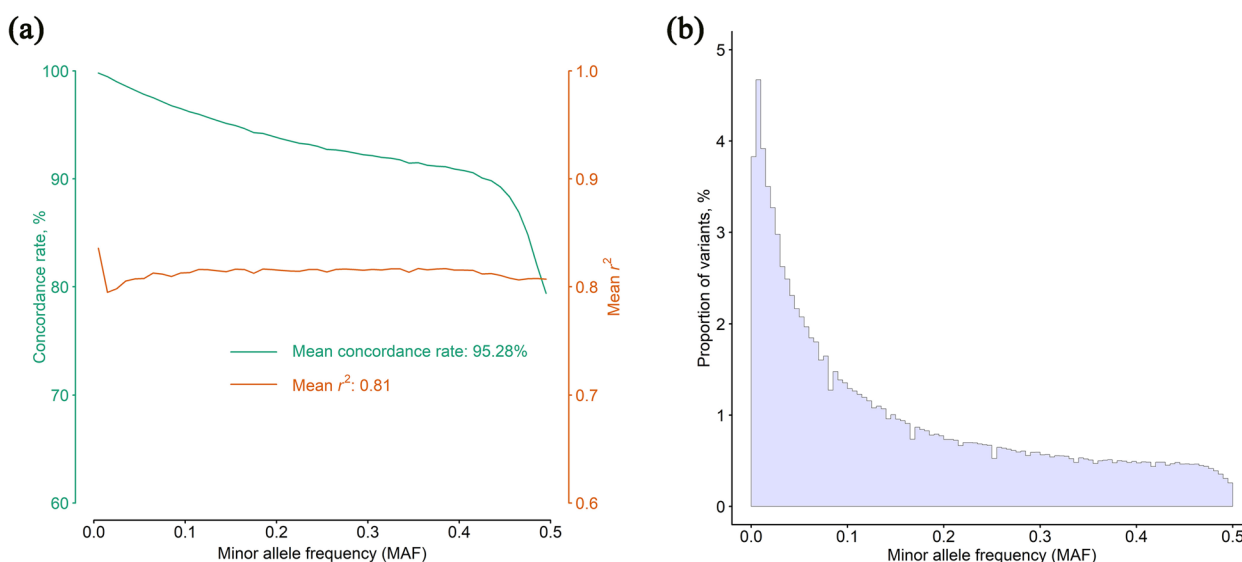 (a)
100
90
80
70
60
Concordance rate, %
1.0
0.9
0.8
0.7
0.6
Mean r²
Mean concordance rate: 95.28%
Mean r²: 0.81
0.0 0.1 0.2 0.3 0.4 0.5
Minor allele frequency (MAF)
(b)
5
4
3
2
1
0
Proportion of variants, %
0.0 0.1 0.2 0.3 0.4 0.5
Minor allele frequency (MAF)